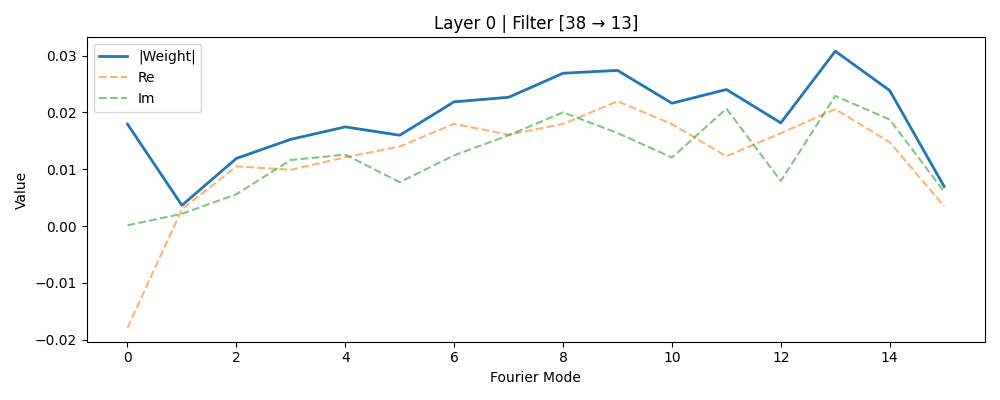 Layer 0 | Filter [38 → 13]
|Weight|
Re
Im
Value
0.03
0.02
0.01
0.00
−0.01
−0.02
0 2 4 6 8 10 12 14
Fourier Mode